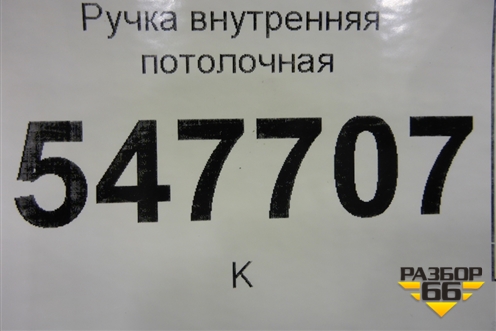 Ручка внутренняя
потолочная
547707
К
РАЗБОР
66